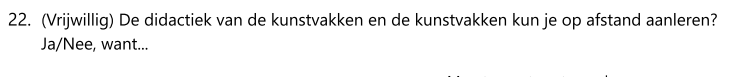 22. (Vrijwillig) De didactiek van de kunstvakken en de kunstvakken kun je op afstand aanleren?
Ja/Nee, want...